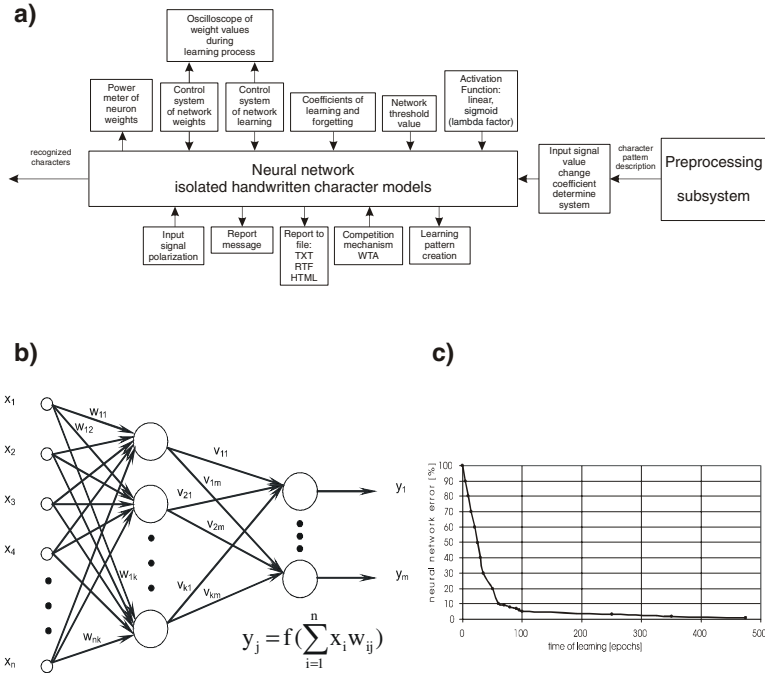 a)
Oscilloscope of
weight values
during
learning process
Power
meter of
neuron
weights
Control
system
of network
weights
Control
system
of network
learning
Coefficients
of learning and
forgetting
Network
threshold
value
Activation
Function:
linear,
sigmoid
(lambda factor)
recognized
characters
Neural network
isolated handwritten character models
Input signal
value
change
coefficient
determine
system
character
pattern
description
Preprocessing
subsystem
Input
signal
polarization
Report
message
Report to
file:
TXT
RTF
HTML
Competition
mechanism
WTA
Learning
pattern
creation
b)
x1
x2
x3
x4
xn
w11
w12
w1k
wnk
v11
v1m
v21
v2m
vk1
vkm
y1
ym
yj = f(∑ xi wij)
n
i=1
c)
neural network error [%]
100
90
80
70
60
50
40
30
20
10
0
0 100 200 300 400 500
time of learning [epochs]